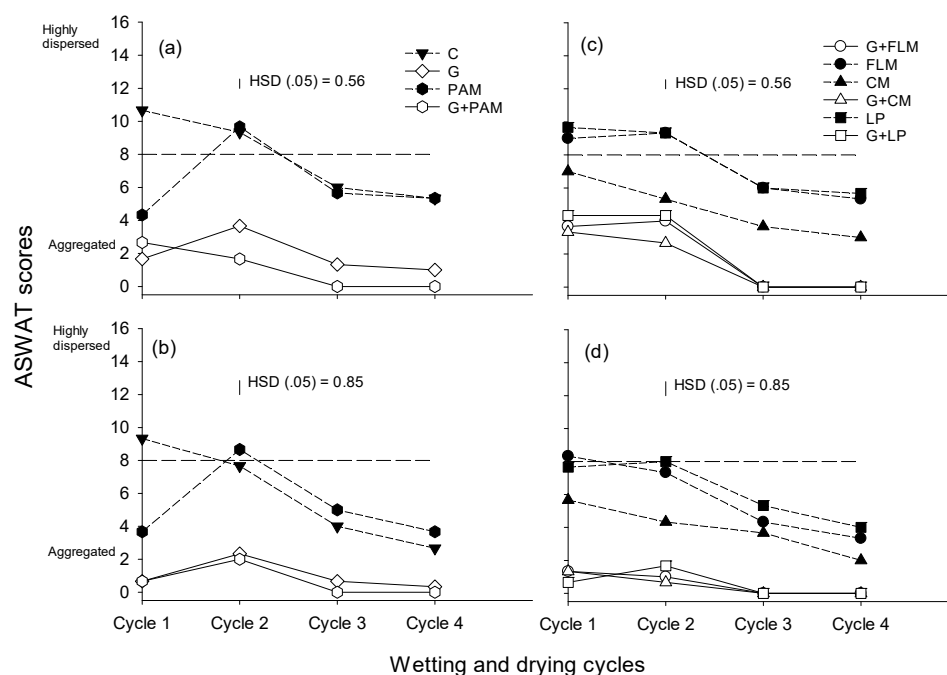 ASWAT scores
Highly
dispersed
Aggregated
16
14
12
10
8
6
4
2
0
(a)
C
G
PAM
G+PAM
HSD (.05) = 0.56
(c)
G+FLM
FLM
CM
G+CM
LP
G+LP
HSD (.05) = 0.56
Highly
dispersed
Aggregated
16
14
12
10
8
6
4
2
0
(b)
HSD (.05) = 0.85
(d)
HSD (.05) = 0.85
Cycle 1 Cycle 2 Cycle 3 Cycle 4
Cycle 1 Cycle 2 Cycle 3 Cycle 4
Wetting and drying cycles